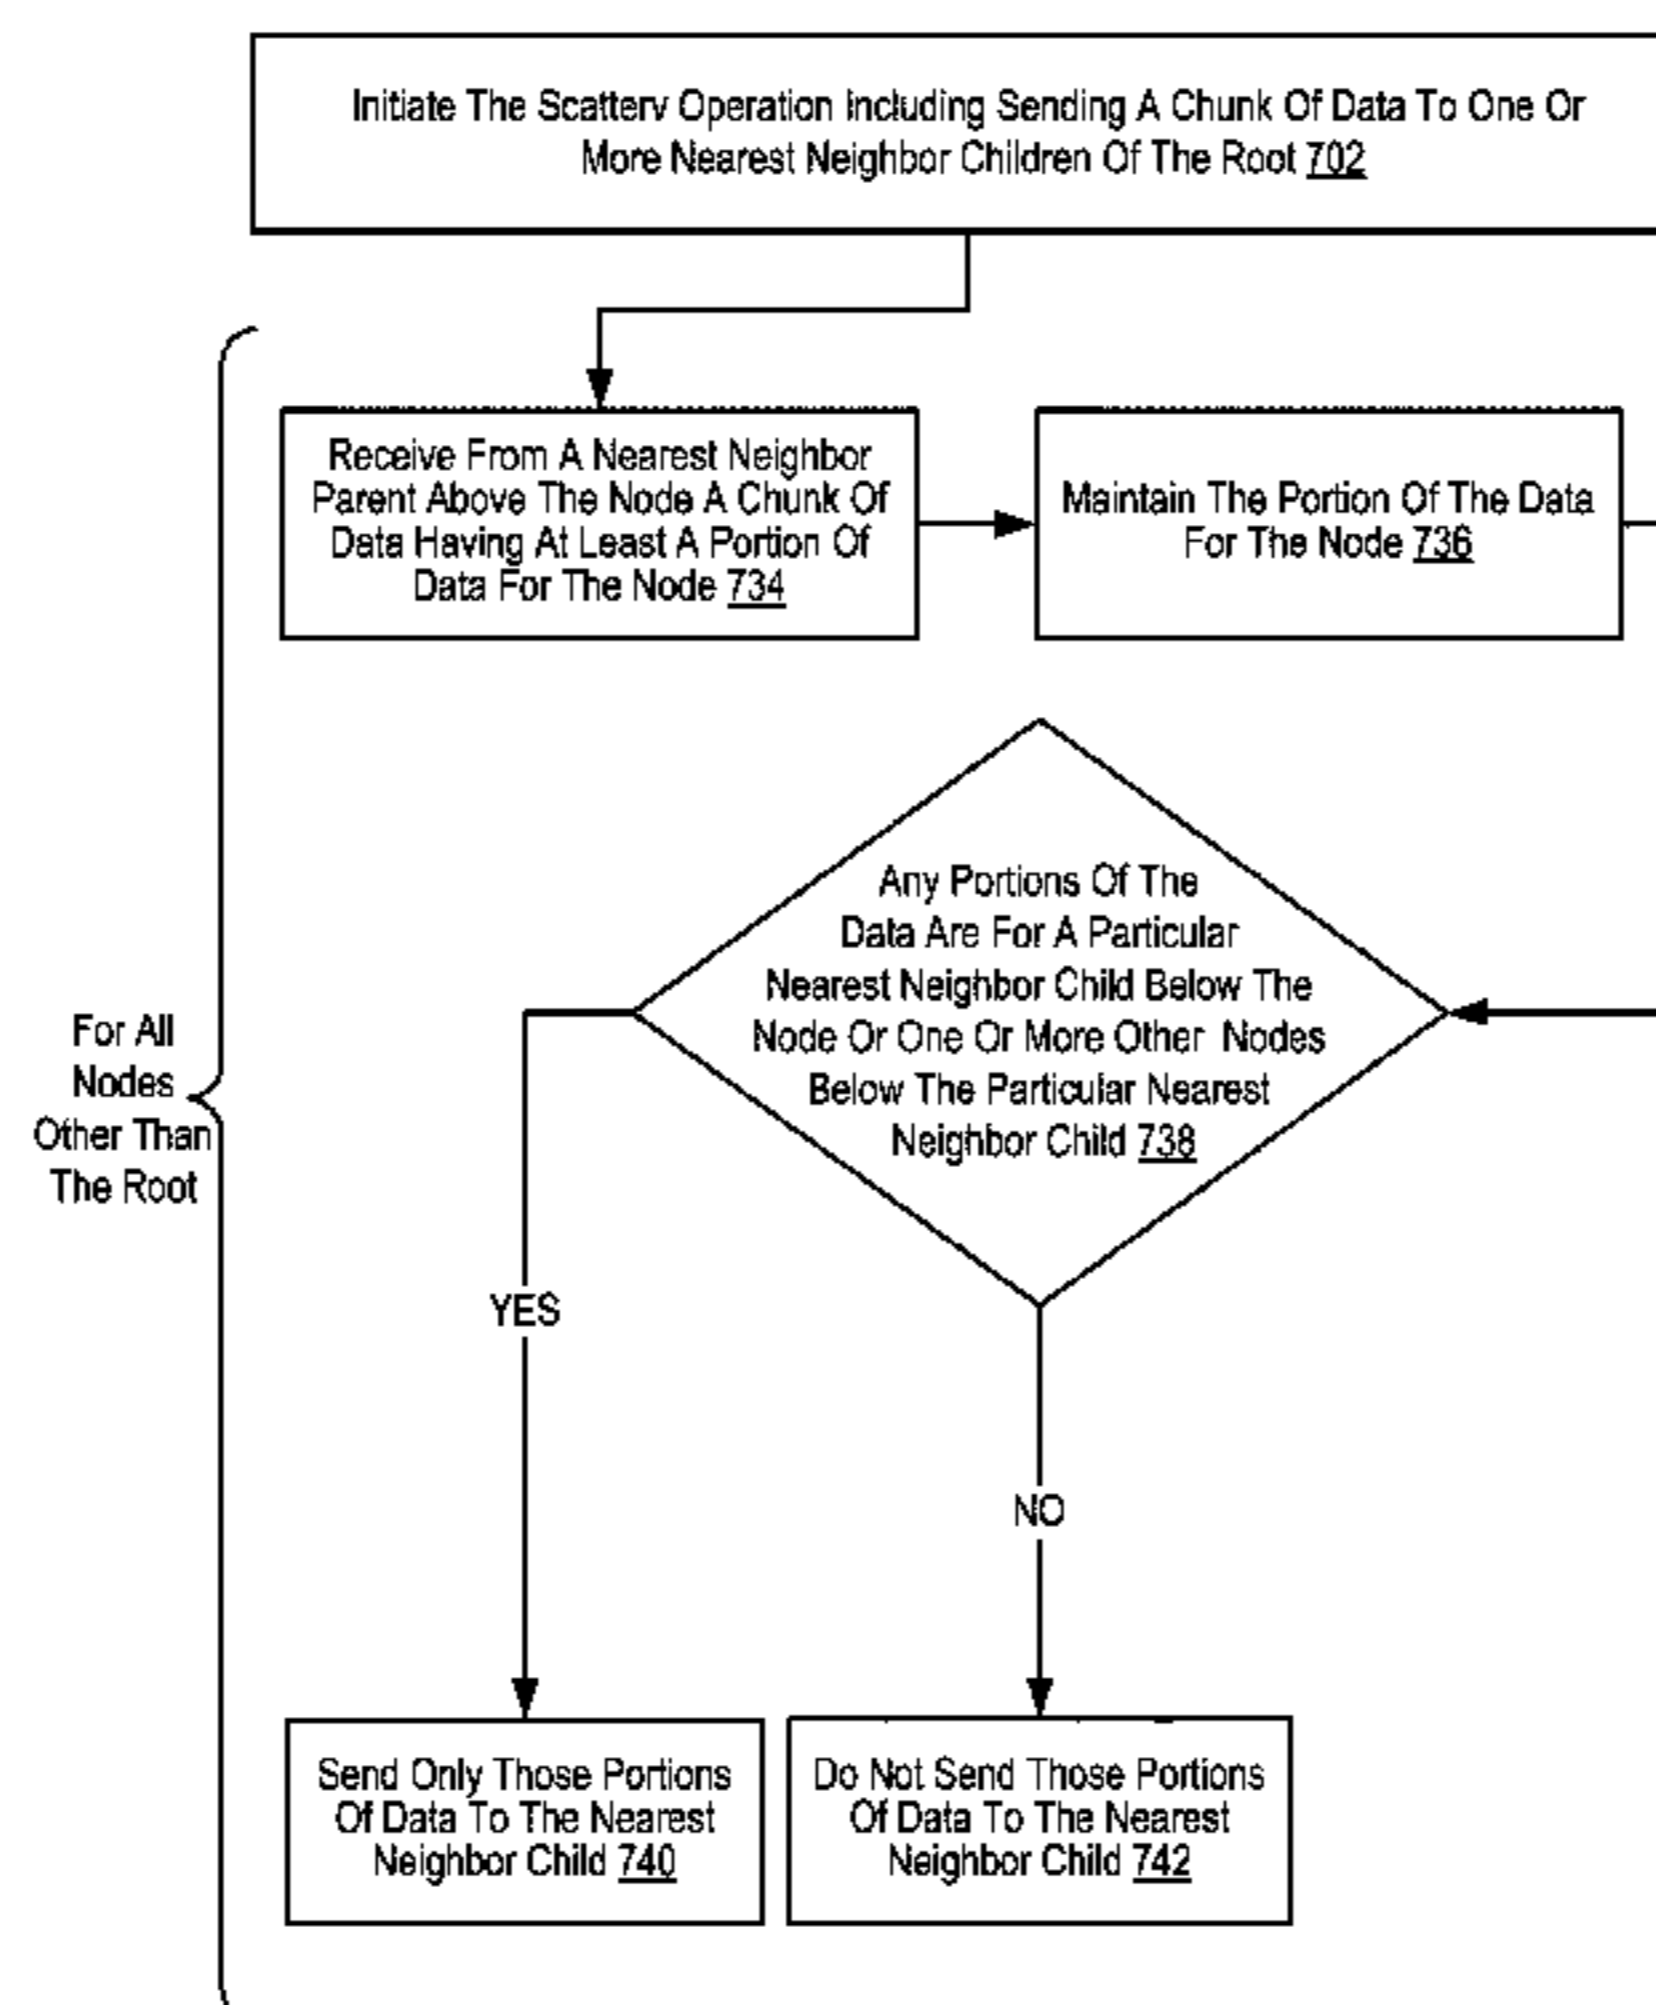 Initiate The Scatterv Operation Including Sending A Chunk Of Data To One Or
More Nearest Neighbor Children Of The Root 702
Receive From A Nearest Neighbor
Parent Above The Node A Chunk Of
Data Having At Least A Portion Of
Data For The Node 734
Maintain The Portion Of The Data
For The Node 736
Any Portions Of The
Data Are For A Particular
Nearest Neighbor Child Below The
Node Or One Or More Other Nodes
Below The Particular Nearest
Neighbor Child 738
For All
Nodes
Other Than
The Root
YES
NO
Send Only Those Portions
Of Data To The Nearest
Neighbor Child 740
Do Not Send Those Portions
Of Data To The Nearest
Neighbor Child 742